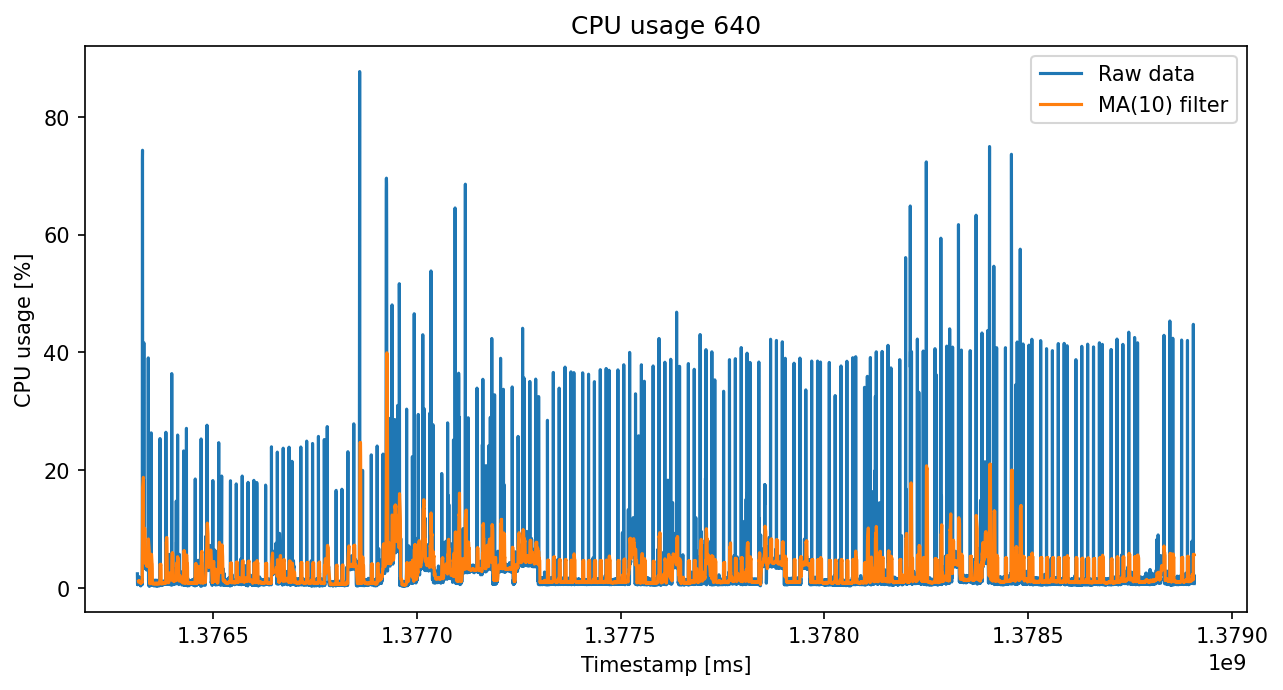 CPU usage 640
Raw data
MA(10) filter
CPU usage [%]
80
60
40
20
0
1.3765 1.3770 1.3775 1.3780 1.3785 1.3790
1e9
Timestamp [ms]